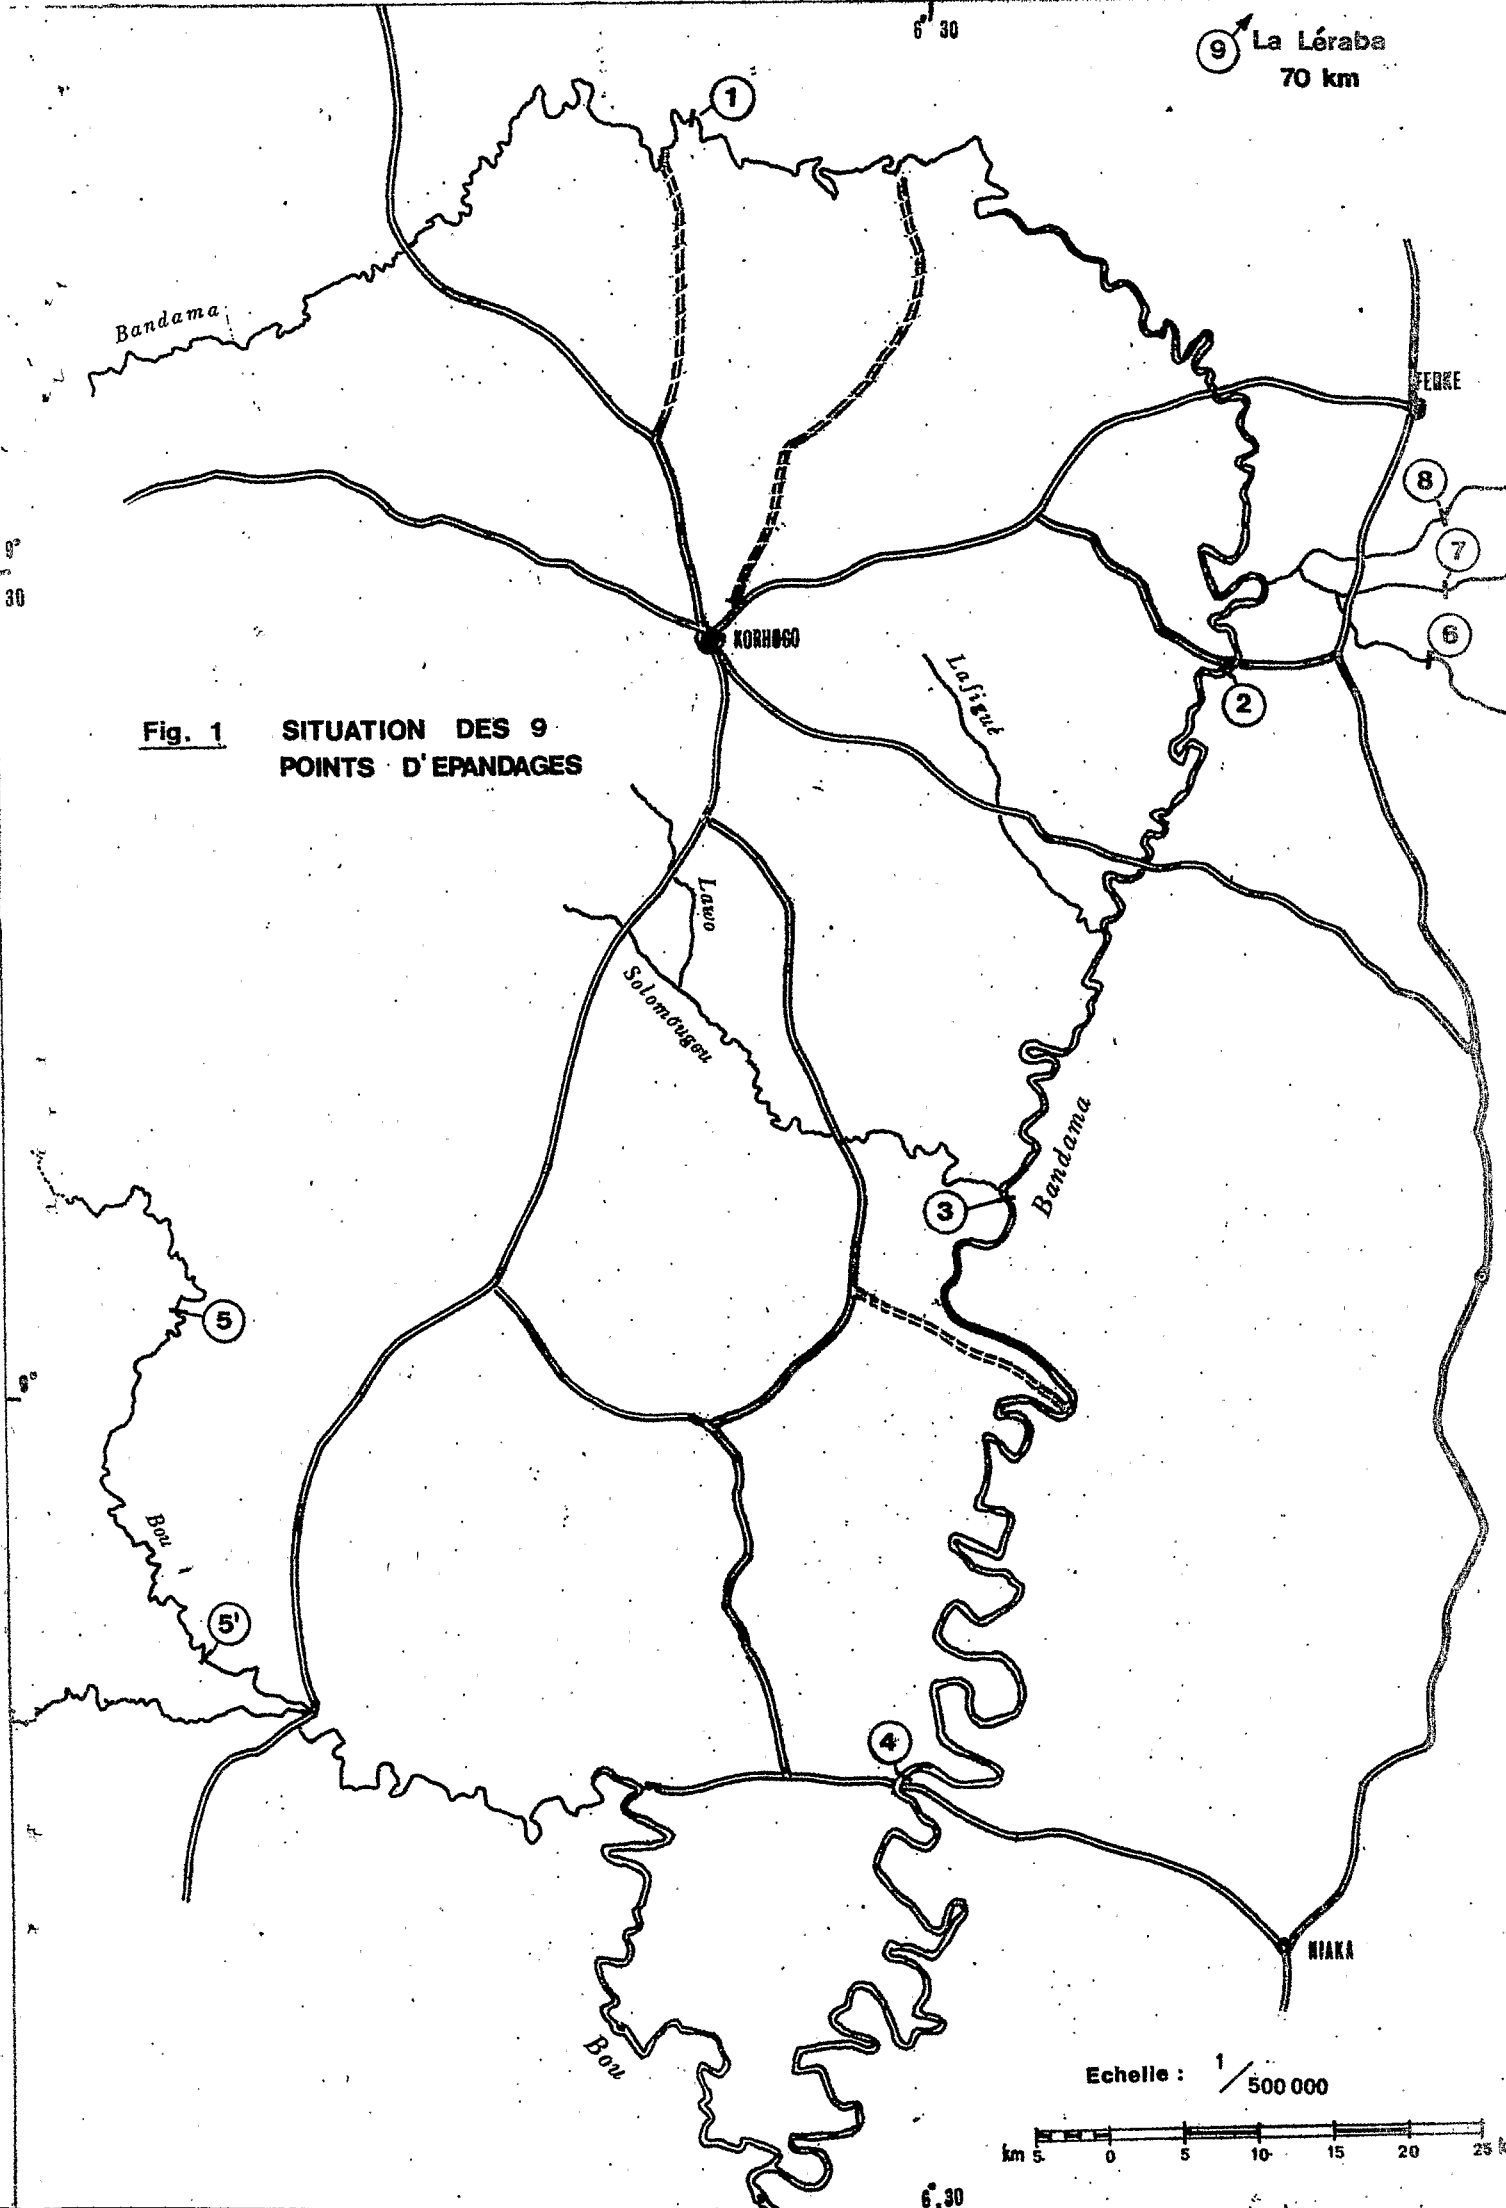 6° 30
9 La Léraba
70 km
1
Bandama
FERKE
8
7
9°
30
6
KORHOGO
Lafigué
2
Fig. 1 SITUATION DES 9
POINTS D'EPANDAGES
Lawo
Solomougou
Bandama
3
5
9°
Bou
5'
4
NIAKA
Bou
Echelle : 1/500 000
km 5 0 5 10 15 20 25
6° 30